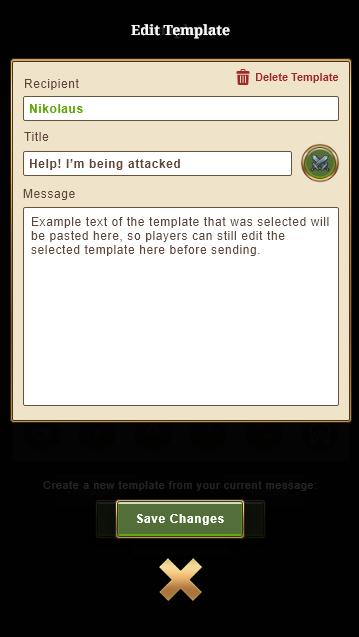 Edit Template
Delete Template
Recipient
Nikolaus
Title
Help! I'm being attacked
Message
Example text of the template that was selected will
be pasted here, so players can still edit the
selected template here before sending.
Create a new template from your current message:
Save Changes